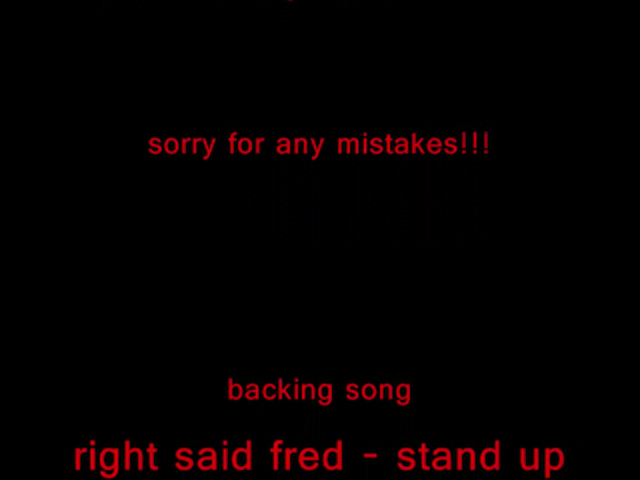 sorry for any mistakes!!!
backing song
right said fred - stand up